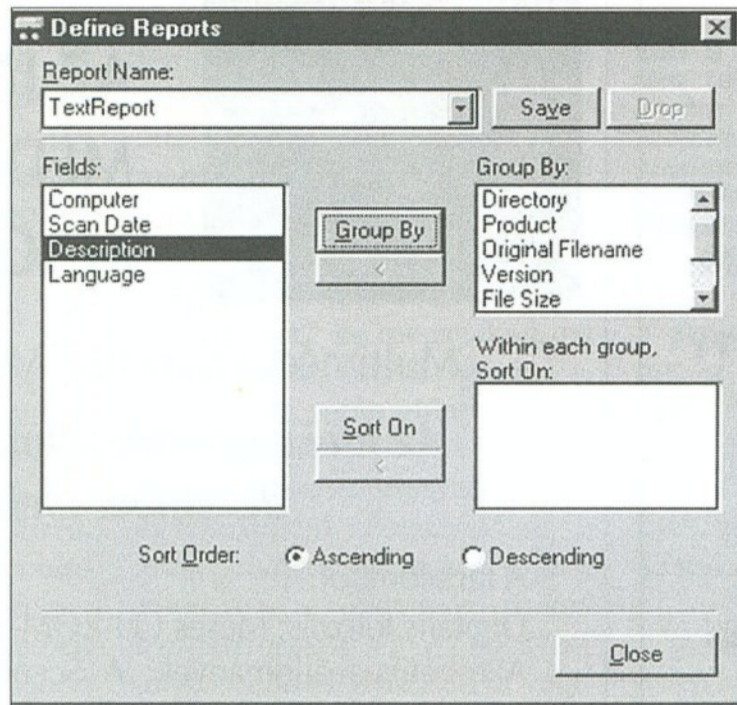 Define Reports
Report Name:
TextReport
Save
Drop
Fields:
Computer
Scan Date
Description
Language
Group By
<
Group By:
Directory
Product
Original Filename
Version
File Size
Within each group,
Sort On:
Sort On
<
Sort Order:
Ascending
Descending
Close